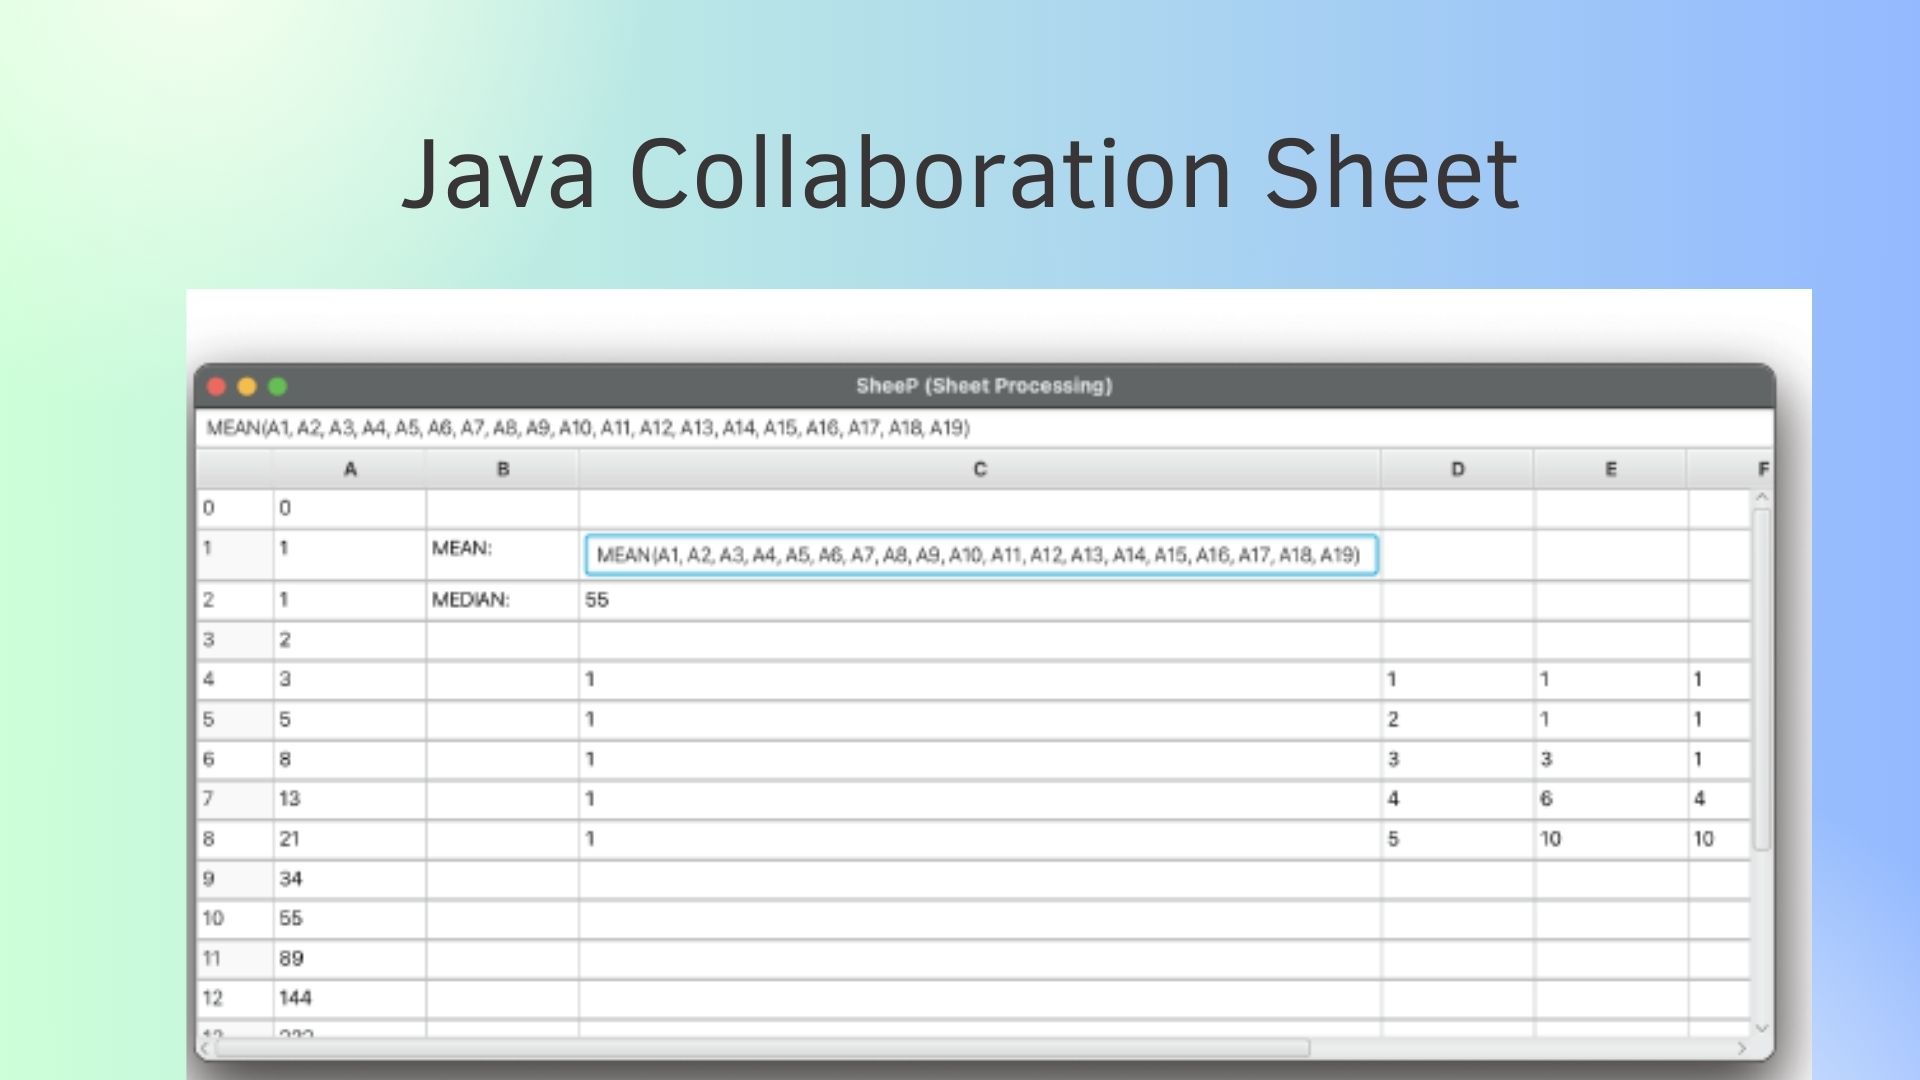 Java Collaboration Sheet
SheeP (Sheet Processing)
MEAN(A1, A2, A3, A4, A5, A6, A7, A8, A9, A10, A11, A12, A13, A14, A15, A16, A17, A18, A19)
A B C D E F
0 0
1 1 MEAN: MEAN(A1, A2, A3, A4, A5, A6, A7, A8, A9, A10, A11, A12, A13, A14, A15, A16, A17, A18, A19)
2 1 MEDIAN: 55
3 2
4 3 1 1 1 1
5 5 1 2 1 1
6 8 1 3 3 1
7 13 1 4 6 4
8 21 1 5 10 10
9 34
10 55
11 89
12 144